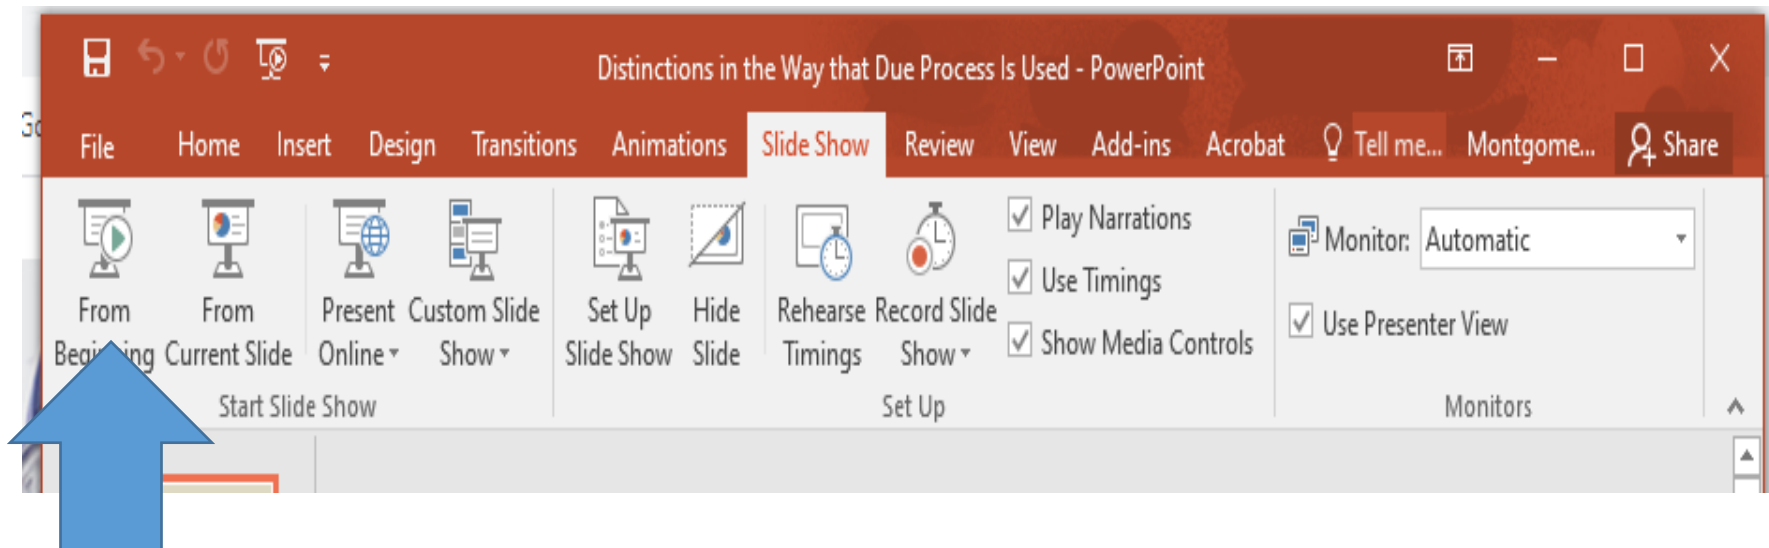 Distinctions in the Way that Due Process Is Used - PowerPoint
File Home Insert Design Transitions Animations Slide Show Review View Add-ins Acrobat Tell me... Montgome... Share
From Beginning
From Current Slide
Present Online
Custom Slide Show
Set Up Slide Show
Hide Slide
Rehearse Timings
Record Slide Show
Play Narrations
Use Timings
Show Media Controls
Monitor: Automatic
Use Presenter View
Start Slide Show
Set Up
Monitors